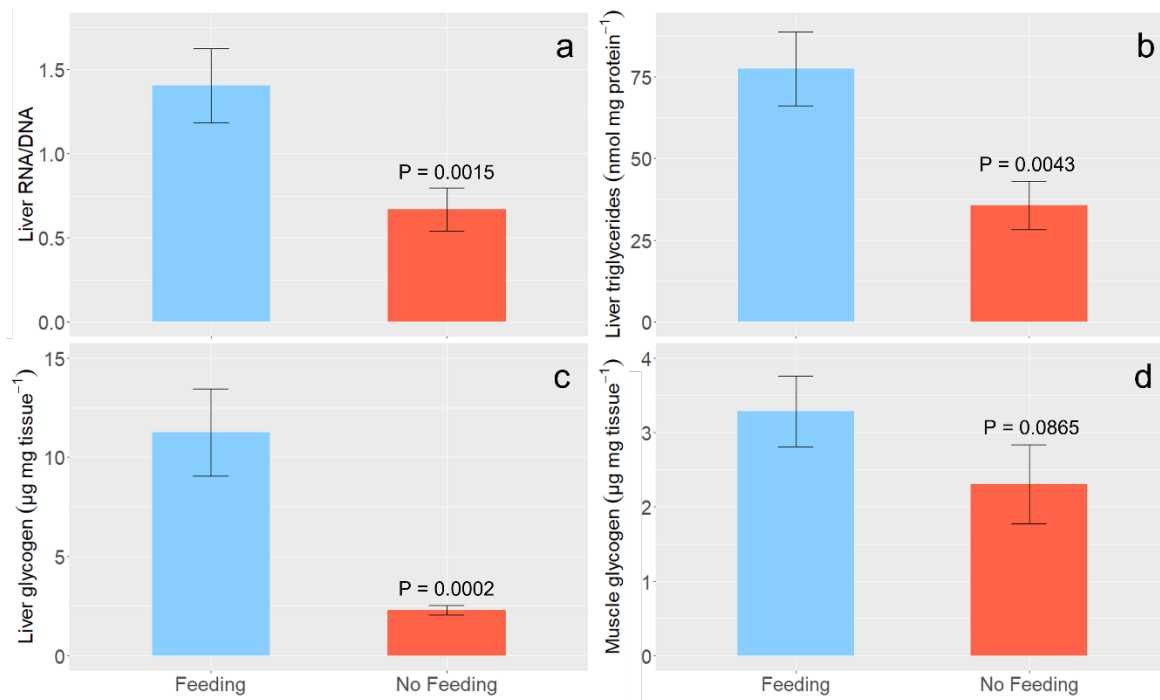 a
Liver RNA/DNA
1.5
1.0
0.5
0.0
P = 0.0015
b
Liver triglycerides (nmol mg protein⁻¹)
75
50
25
0
P = 0.0043
c
Liver glycogen (µg mg tissue⁻¹)
15
10
5
0
P = 0.0002
Feeding No Feeding
d
Muscle glycogen (µg mg tissue⁻¹)
4
3
2
1
0
P = 0.0865
Feeding No Feeding